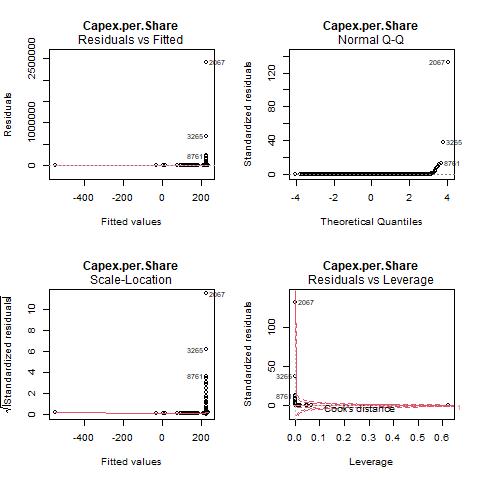 Capex.per.Share
Residuals vs Fitted
Residuals
0 1000000 2500000
2067
3265
8761
-400 -200 0 200
Fitted values
Capex.per.Share
Normal Q-Q
Standardized residuals
0 40 80 120
2067
3265
8761
-4 -2 0 2 4
Theoretical Quantiles
Capex.per.Share
Scale-Location
√|Standardized residuals|
0 2 4 6 8 10
2067
3265
8761
-400 -200 0 200
Fitted values
Capex.per.Share
Residuals vs Leverage
Standardized residuals
0 50 100
2067
3265
8761
Cook's distance
1
0.0 0.1 0.2 0.3 0.4 0.5 0.6
Leverage